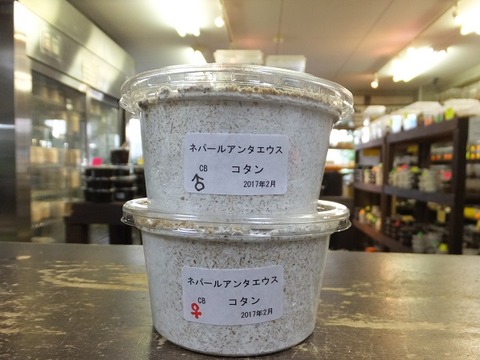 ネパールアンタエウス
CB コタン
♂ 2017年2月
ネパールアンタエウス
CB コタン
♀ 2017年2月